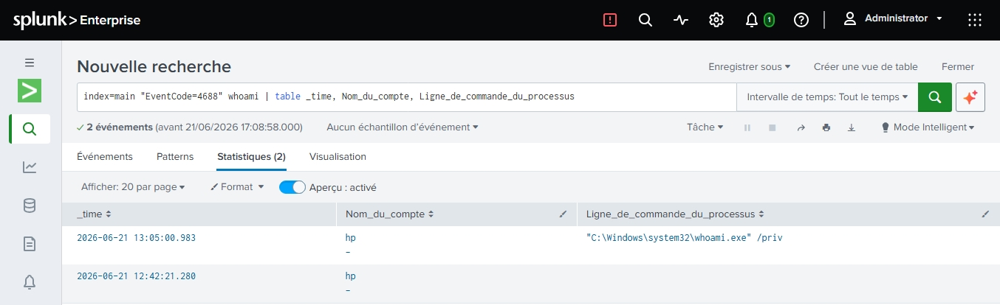 splunk> Enterprise
1
Administrator
Nouvelle recherche
Enregistrer sous
Créer une vue de table
Fermer
index=main "EventCode=4688" whoami | table _time, Nom_du_compte, Ligne_de_commande_du_processus
Intervalle de temps: Tout le temps
2 événements (avant 21/06/2026 17:08:58.000)
Aucun échantillon d'événement
Tâche
Mode Intelligent
Événements
Patterns
Statistiques (2)
Visualisation
Afficher: 20 par page
Format
Aperçu : activé
_time
Nom_du_compte
Ligne_de_commande_du_processus
2026-06-21 13:05:00.983
hp
"C:\Windows\system32\whoami.exe" /priv
-
2026-06-21 12:42:21.280
hp
-